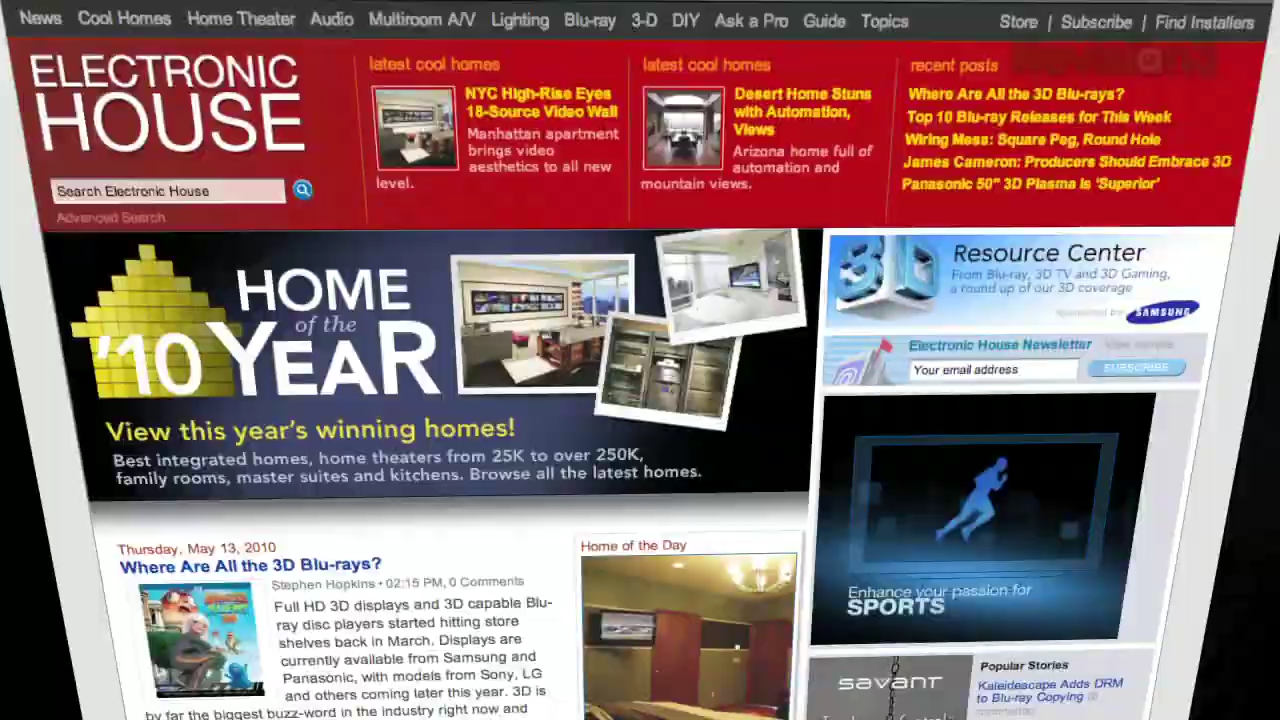 News Cool Homes Home Theater Audio Multiroom A/V Lighting Blu-ray 3-D DIY Ask a Pro Guide Topics Store | Subscribe | Find Installers
ELECTRONIC
HOUSE
Search Electronic House
Advanced Search
latest cool homes
NYC High-Rise Eyes
18-Source Video Wall
Manhattan apartment
brings video
aesthetics to all new
level.
latest cool homes
Desert Home Stuns
with Automation,
Views
Arizona home full of
automation and
mountain views.
recent posts
Where Are All the 3D Blu-rays?
Top 10 Blu-ray Releases for This Week
Wiring Mess: Square Peg, Round Hole
James Cameron: Producers Should Embrace 3D
Panasonic 50" 3D Plasma is 'Superior'
HOME
of the
'10 YEAR
View this year's winning homes!
Best integrated homes, home theaters from 25K to over 250K,
family rooms, master suites and kitchens. Browse all the latest homes.
3D
Resource Center
From Blu-ray, 3D TV and 3D Gaming,
a round up of our 3D coverage
sponsored by SAMSUNG
Electronic House Newsletter View sample
Your email address SUBSCRIBE
Enhance your passion for
SPORTS
Thursday, May 13, 2010
Where Are All the 3D Blu-rays?
Stephen Hopkins • 02:15 PM, 0 Comments
Full HD 3D displays and 3D capable Blu-
ray disc players started hitting store
shelves back in March. Displays are
currently available from Samsung and
Panasonic, with models from Sony, LG
and others coming later this year. 3D is
by far the biggest buzz-word in the industry right now and
Home of the Day
savant
Popular Stories
Kaleidescape Adds DRM
to Blu-ray Copying